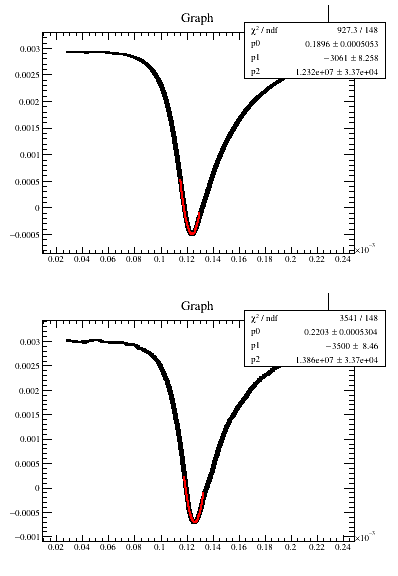 Graph
χ² / ndf 927.3 / 148
p0 0.1896 ± 0.0005053
p1 −3061 ± 8.258
p2 1.232e+07 ± 3.37e+04
0.003
0.0025
0.002
0.0015
0.001
0.0005
0
−0.0005
0.02 0.04 0.06 0.08 0.1 0.12 0.14 0.16 0.18 0.2 0.22 0.24
×10⁻³
Graph
χ² / ndf 3541 / 148
p0 0.2203 ± 0.0005304
p1 −3500 ± 8.46
p2 1.386e+07 ± 3.37e+04
0.003
0.0025
0.002
0.0015
0.001
0.0005
0
−0.0005
−0.001
0.02 0.04 0.06 0.08 0.1 0.12 0.14 0.16 0.18 0.2 0.22 0.24
×10⁻³